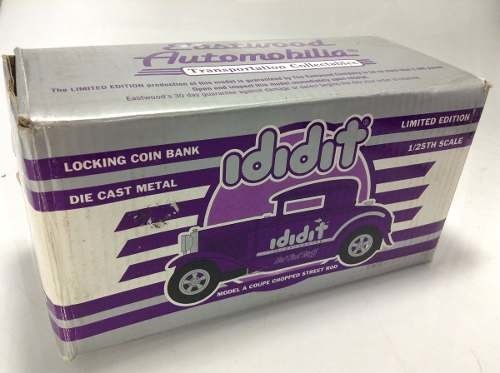 Eastwood
Automobilia®
Transportation Collectables
The LIMITED EDITION production of this model is guaranteed by The Eastwood Company
Open and inspect this model immediately upon receipt.
Eastwood's 30 day guarantee against damage or defect
LOCKING COIN BANK
DIE CAST METAL
ididit
LIMITED EDITION
1/25TH SCALE
ididit
MODEL A COUPE CHOPPED STREET ROD